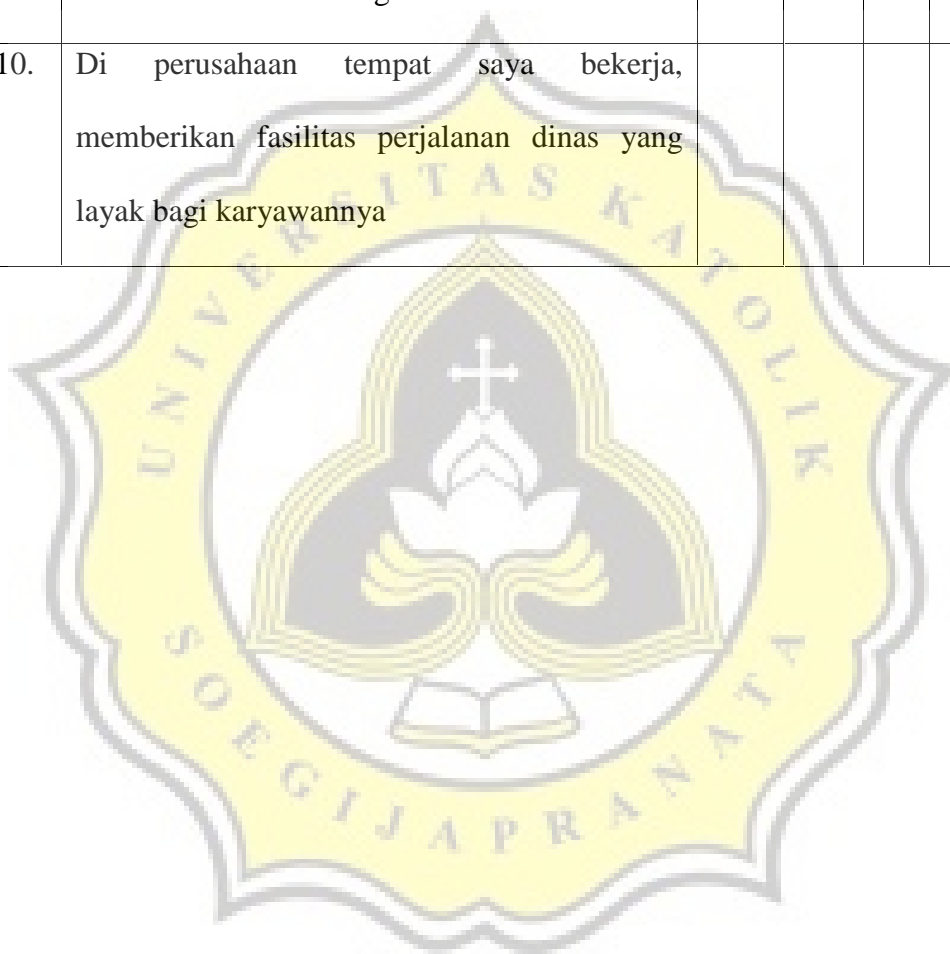 10. Di perusahaan tempat saya bekerja,
memberikan fasilitas perjalanan dinas yang
layak bagi karyawannya
UNIVERSITAS KATOLIK
SOEGIJAPRANATA